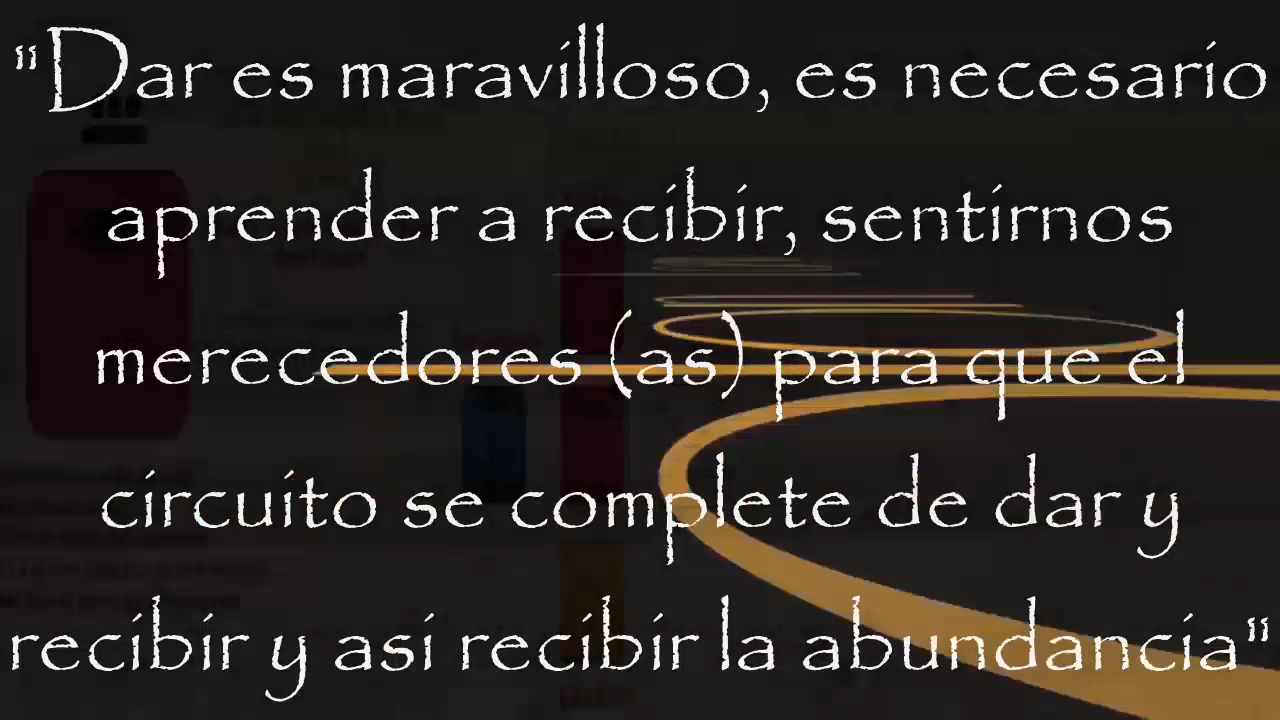 "Dar es maravilloso, es necesario
aprender a recibir, sentirnos
merecedores (as) para que el
circuito se complete de dar y
recibir y asi recibir la abundancia"